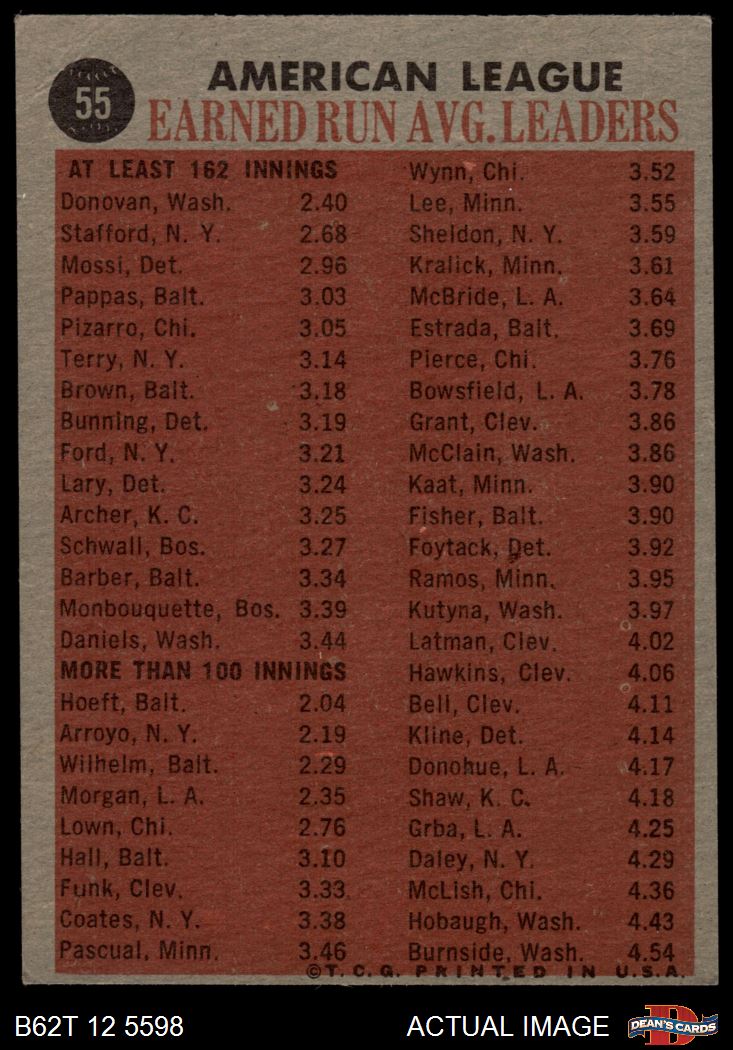 55
AMERICAN LEAGUE
EARNED RUN AVG. LEADERS
AT LEAST 162 INNINGS
Donovan, Wash. 2.40
Stafford, N. Y. 2.68
Mossi, Det. 2.96
Pappas, Balt. 3.03
Pizarro, Chi. 3.05
Terry, N. Y. 3.14
Brown, Balt. 3.18
Bunning, Det. 3.19
Ford, N. Y. 3.21
Lary, Det. 3.24
Archer, K. C. 3.25
Schwall, Bos. 3.27
Barber, Balt. 3.34
Monbouquette, Bos. 3.39
Daniels, Wash. 3.44
MORE THAN 100 INNINGS
Hoeft, Balt. 2.04
Arroyo, N. Y. 2.19
Wilhelm, Balt. 2.29
Morgan, L. A. 2.35
Lown, Chi. 2.76
Hall, Balt. 3.10
Funk, Clev. 3.33
Coates, N. Y. 3.38
Pascual, Minn. 3.46
Wynn, Chi. 3.52
Lee, Minn. 3.55
Sheldon, N. Y. 3.59
Kralick, Minn. 3.61
McBride, L. A. 3.64
Estrada, Balt. 3.69
Pierce, Chi. 3.76
Bowsfield, L. A. 3.78
Grant, Clev. 3.86
McClain, Wash. 3.86
Kaat, Minn. 3.90
Fisher, Balt. 3.90
Foytack, Det. 3.92
Ramos, Minn. 3.95
Kutyna, Wash. 3.97
Latman, Clev. 4.02
Hawkins, Clev. 4.06
Bell, Clev. 4.11
Kline, Det. 4.14
Donohue, L. A. 4.17
Shaw, K. C. 4.18
Grba, L. A. 4.25
Daley, N. Y. 4.29
McLish, Chi. 4.36
Hobaugh, Wash. 4.43
Burnside, Wash. 4.54
©T. C. G. PRINTED IN U.S.A.
B62T 12 5598 ACTUAL IMAGE
D
DEAN'S CARDS